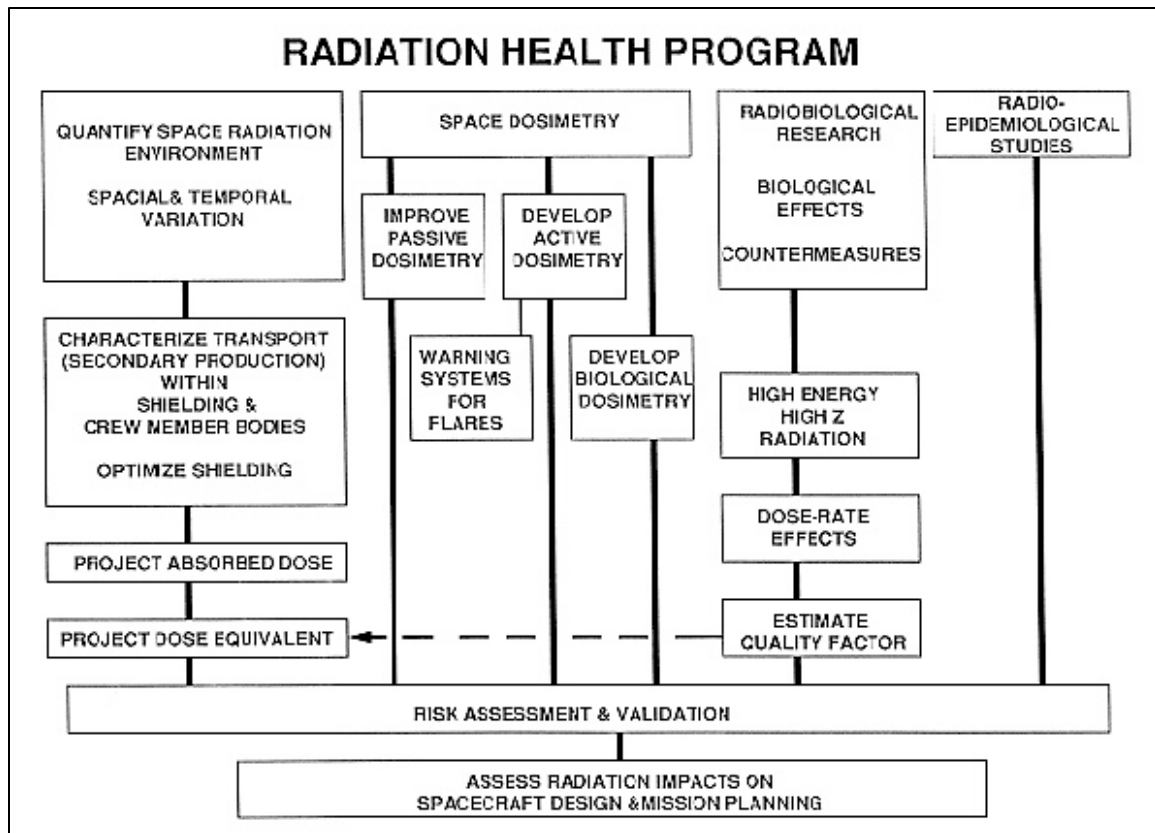 RADIATION HEALTH PROGRAM
QUANTIFY SPACE RADIATION
ENVIRONMENT
SPACIAL& TEMPORAL
VARIATION
CHARACTERIZE TRANSPORT
(SECONDARY PRODUCTION)
WITHIN
SHIELDING &
CREW MEMBER BODIES
OPTIMIZE SHIELDING
PROJECT ABSORBED DOSE
PROJECT DOSE EQUIVALENT
SPACE DOSIMETRY
IMPROVE
PASSIVE
DOSIMETRY
DEVELOP
ACTIVE
DOSIMETRY
WARNING
SYSTEMS
FOR
FLARES
DEVELOP
BIOLOGICAL
DOSIMETRY
RADIOBIOLOGICAL
RESEARCH
BIOLOGICAL
EFFECTS
COUNTERMEASURES
HIGH ENERGY
HIGH Z
RADIATION
DOSE-RATE
EFFECTS
ESTIMATE
QUALITY FACTOR
RADIO-
EPIDEMIOLOGICAL
STUDIES
RISK ASSESSMENT & VALIDATION
ASSESS RADIATION IMPACTS ON
SPACECRAFT DESIGN &MISSION PLANNING